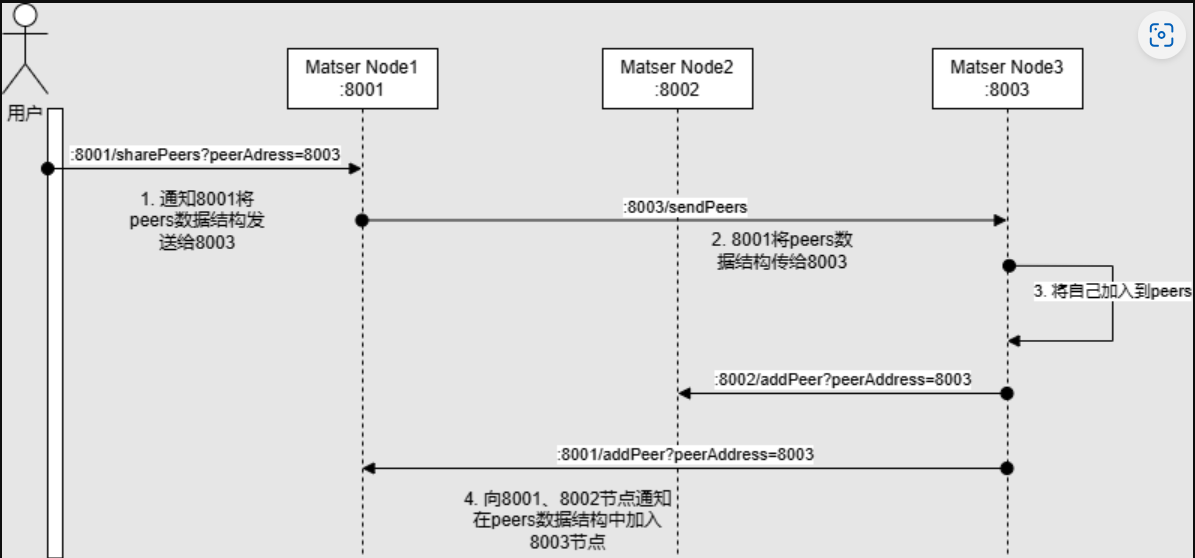 用户
Matser Node1
:8001
Matser Node2
:8002
Matser Node3
:8003
:8001/sharePeers?peerAdress=8003
1. 通知8001将
peers数据结构发
送给8003
:8003/sendPeers
2. 8001将peers数
据结构传给8003
3. 将自己加入到peers
:8002/addPeer?peerAddress=8003
:8001/addPeer?peerAddress=8003
4. 向8001、8002节点通知
在peers数据结构中加入
8003节点